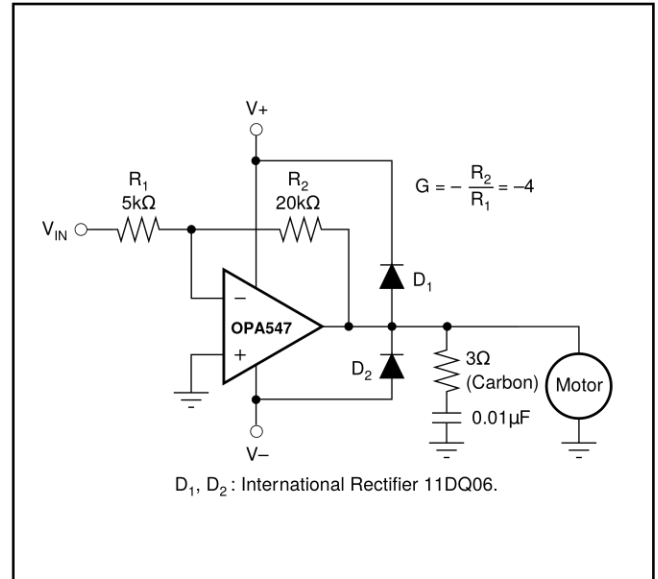 V+
R₁
5kΩ
R₂
20kΩ
G = – R₂/R₁ = –4
V_IN
D₁
–
OPA547
+
D₂
3Ω
(Carbon)
Motor
0.01µF
V–
D₁, D₂ : International Rectifier 11DQ06.